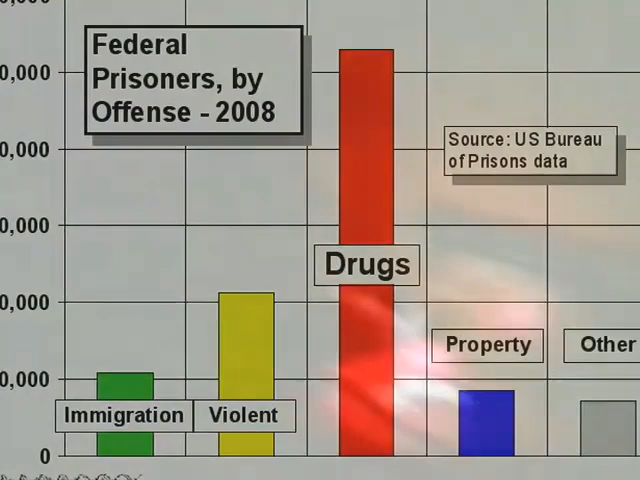 Federal
Prisoners, by
Offense - 2008
0,000
0,000
Source: US Bureau
of Prisons data
0,000
Drugs
0,000
Property
Other
0,000
Immigration
Violent
0